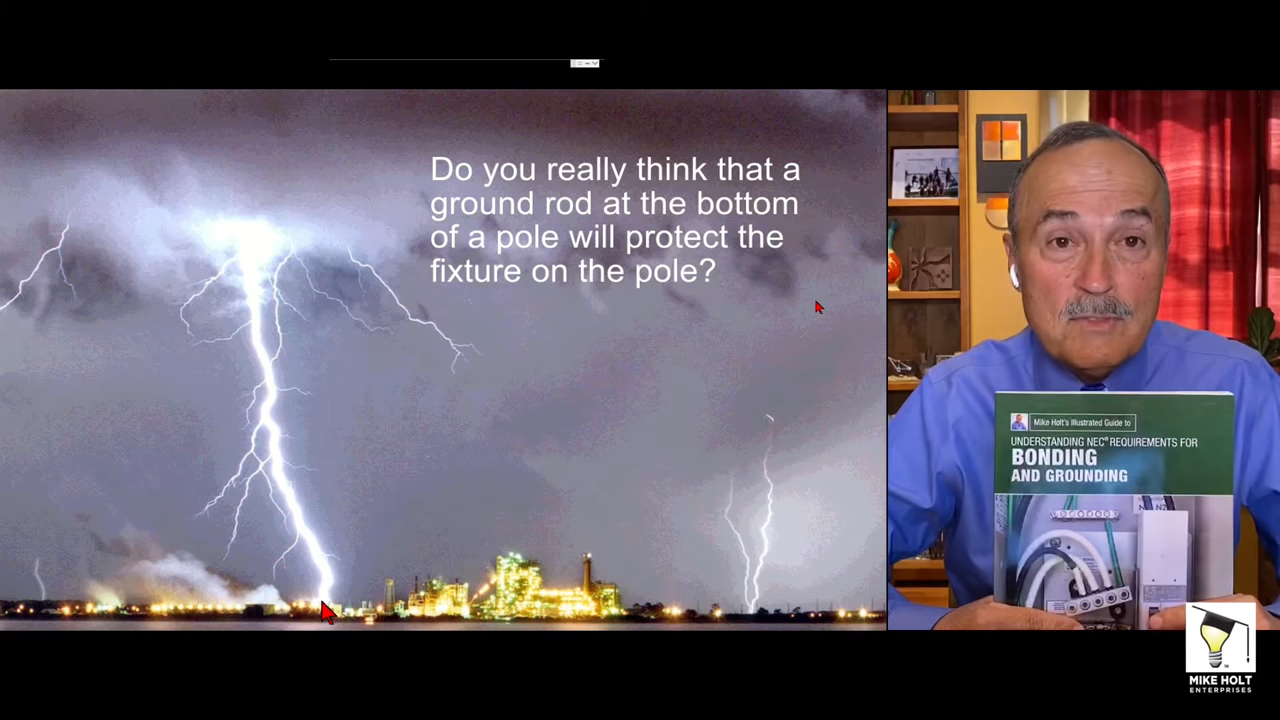 Do you really think that a
ground rod at the bottom
of a pole will protect the
fixture on the pole?
Mike Holt's Illustrated Guide to
UNDERSTANDING NEC® REQUIREMENTS FOR
BONDING
AND GROUNDING
N2
MIKE HOLT
ENTERPRISES